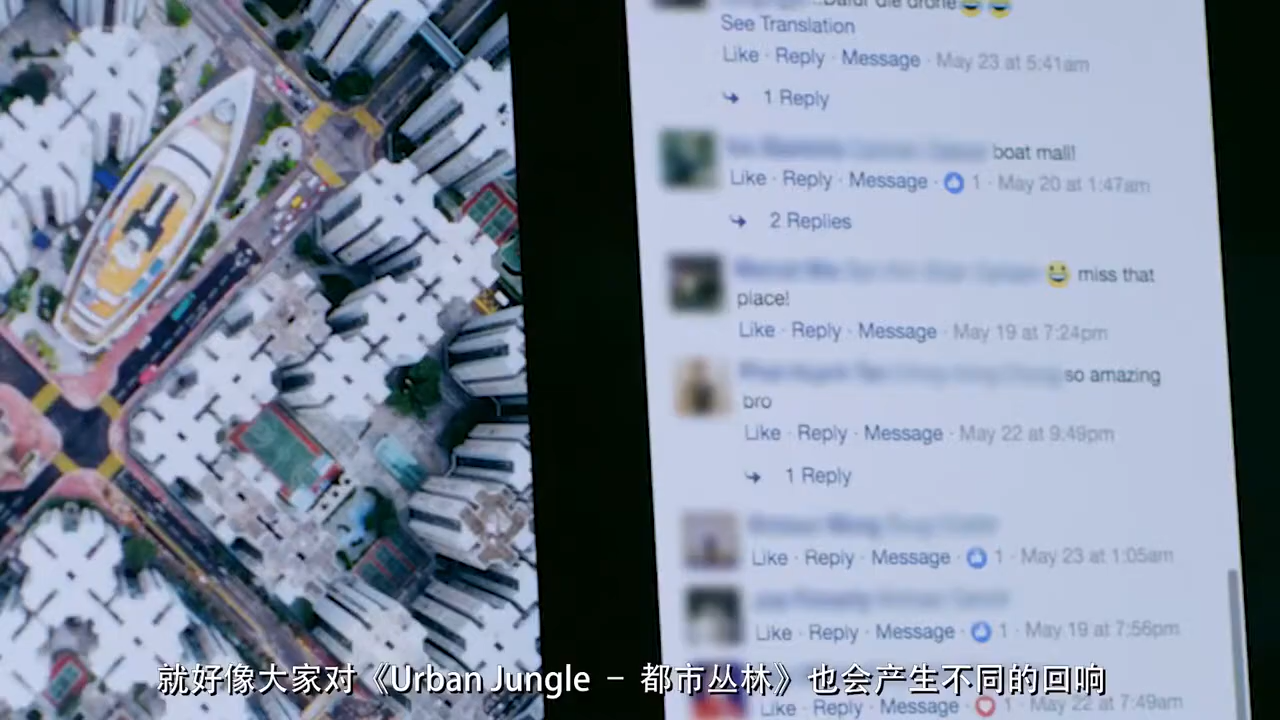 See Translation
Like · Reply · Message · May 23 at 5:41am
1 Reply
boat mall!
Like · Reply · Message · 1 · May 20 at 1:47am
2 Replies
miss that
place!
Like · Reply · Message · May 19 at 7:24pm
so amazing
bro
Like · Reply · Message · May 22 at 9:49pm
1 Reply
Like · Reply · Message · 1 · May 23 at 1:05am
Like · Reply · Message · 1 · May 19 at 7:56pm
Like · Reply · Message · 1 · May 22 at 7:49am
就好像大家对《Urban Jungle － 都市丛林》也会产生不同的回响